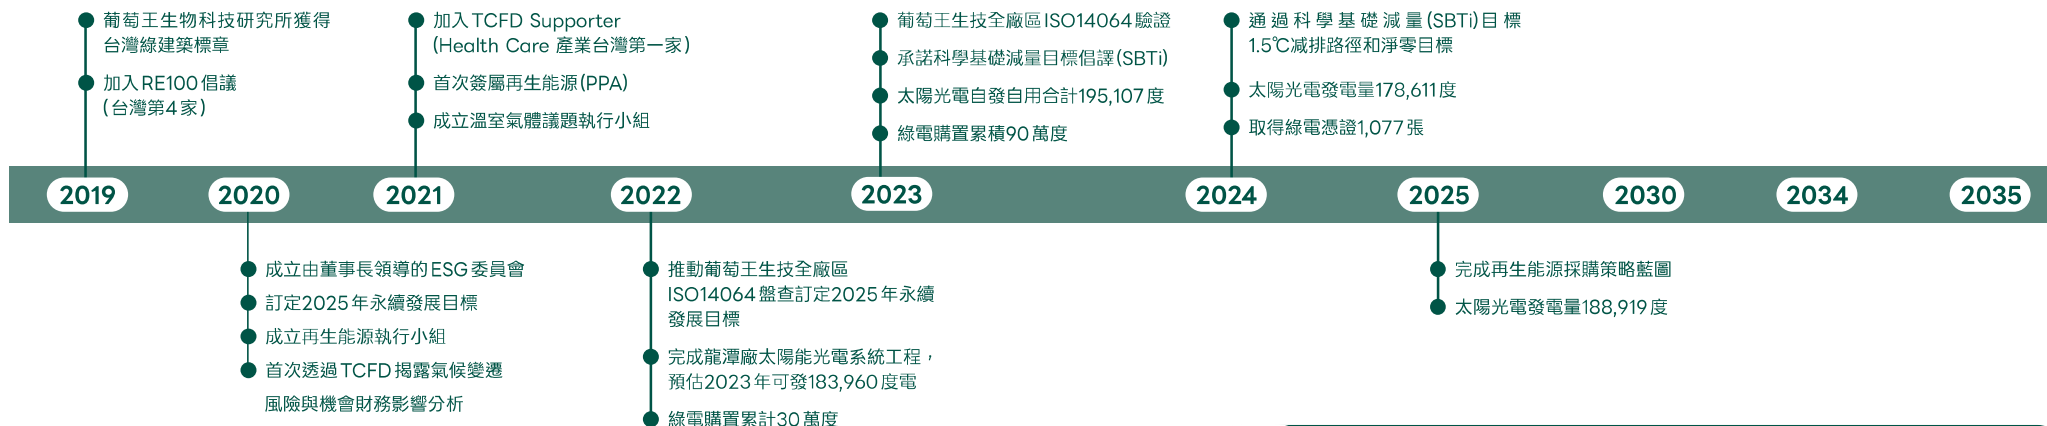 葡萄王生物科技研究所獲得
台灣綠建築標章
加入RE100倡議
(台灣第4家)
加入TCFD Supporter
(Health Care 產業台灣第一家)
首次簽屬再生能源(PPA)
成立溫室氣體議題執行小組
葡萄王生技全廠區ISO14064驗證
承諾科學基礎減量目標倡譯(SBTi)
太陽光電自發自用合計195,107度
綠電購置累積90萬度
通過科學基礎減量(SBTi)目標
1.5℃減排路徑和淨零目標
太陽光電發電量178,611度
取得綠電憑證1,077張
2019
2020
2021
2022
2023
2024
2025
2030
2034
2035
成立由董事長領導的ESG委員會
訂定2025年永續發展目標
成立再生能源執行小組
首次透過TCFD揭露氣候變遷
風險與機會財務影響分析
推動葡萄王生技全廠區
ISO14064盤查訂定2025年永續
發展目標
完成龍潭廠太陽能光電系統工程，
預估2023年可發183,960度電
綠電購置累計30萬度
完成再生能源採購策略藍圖
太陽光電發電量188,919度